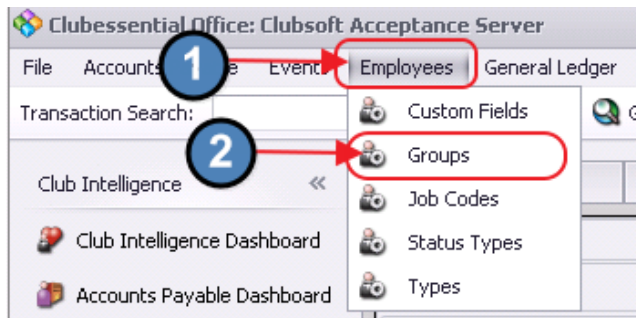 Clubessential Office: Clubsoft Acceptance Server
File Accounts Events Employees General Ledger
1
Transaction Search:
Custom Fields
2
Groups
Club Intelligence «
Job Codes
Club Intelligence Dashboard
Status Types
Accounts Payable Dashboard
Types